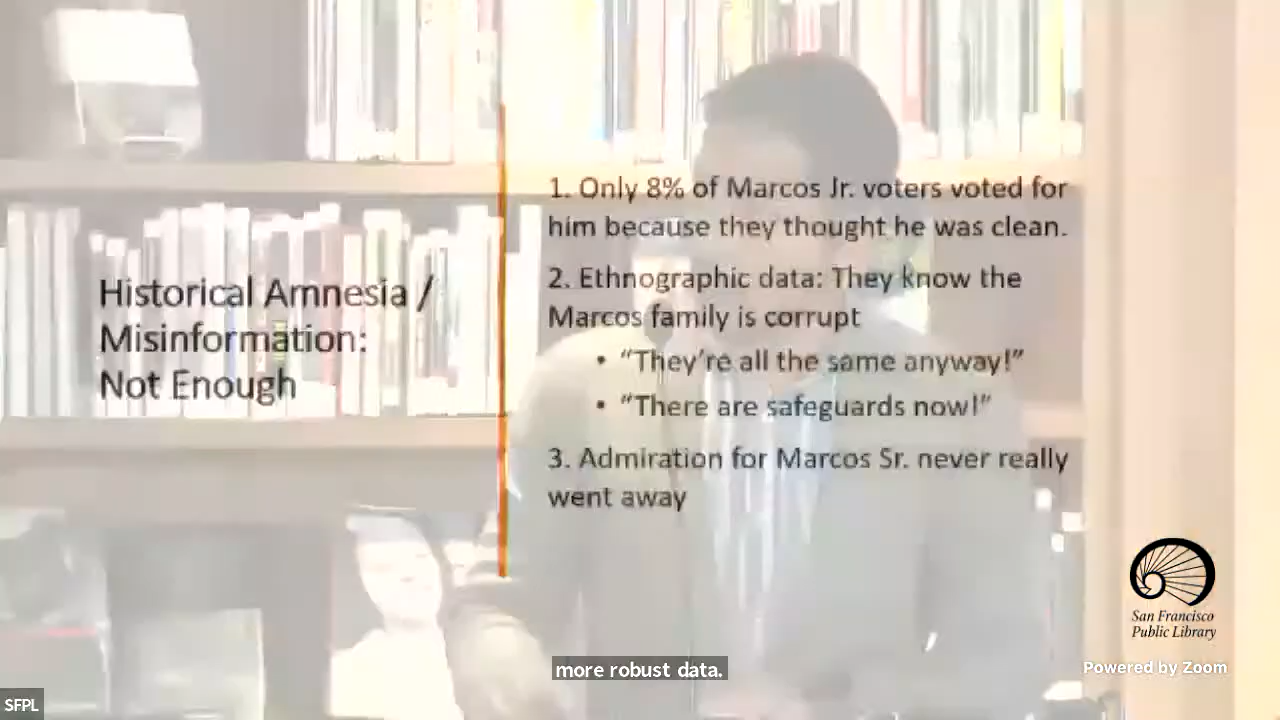 Historical Amnesia /
Misinformation:
Not Enough
1. Only 8% of Marcos Jr. voters voted for
him because they thought he was clean.
2. Ethnographic data: They know the
Marcos family is corrupt
• “They’re all the same anyway!”
• “There are safeguards now!”
3. Admiration for Marcos Sr. never really
went away
San Francisco
Public Library
more robust data.
Powered by Zoom
SFPL